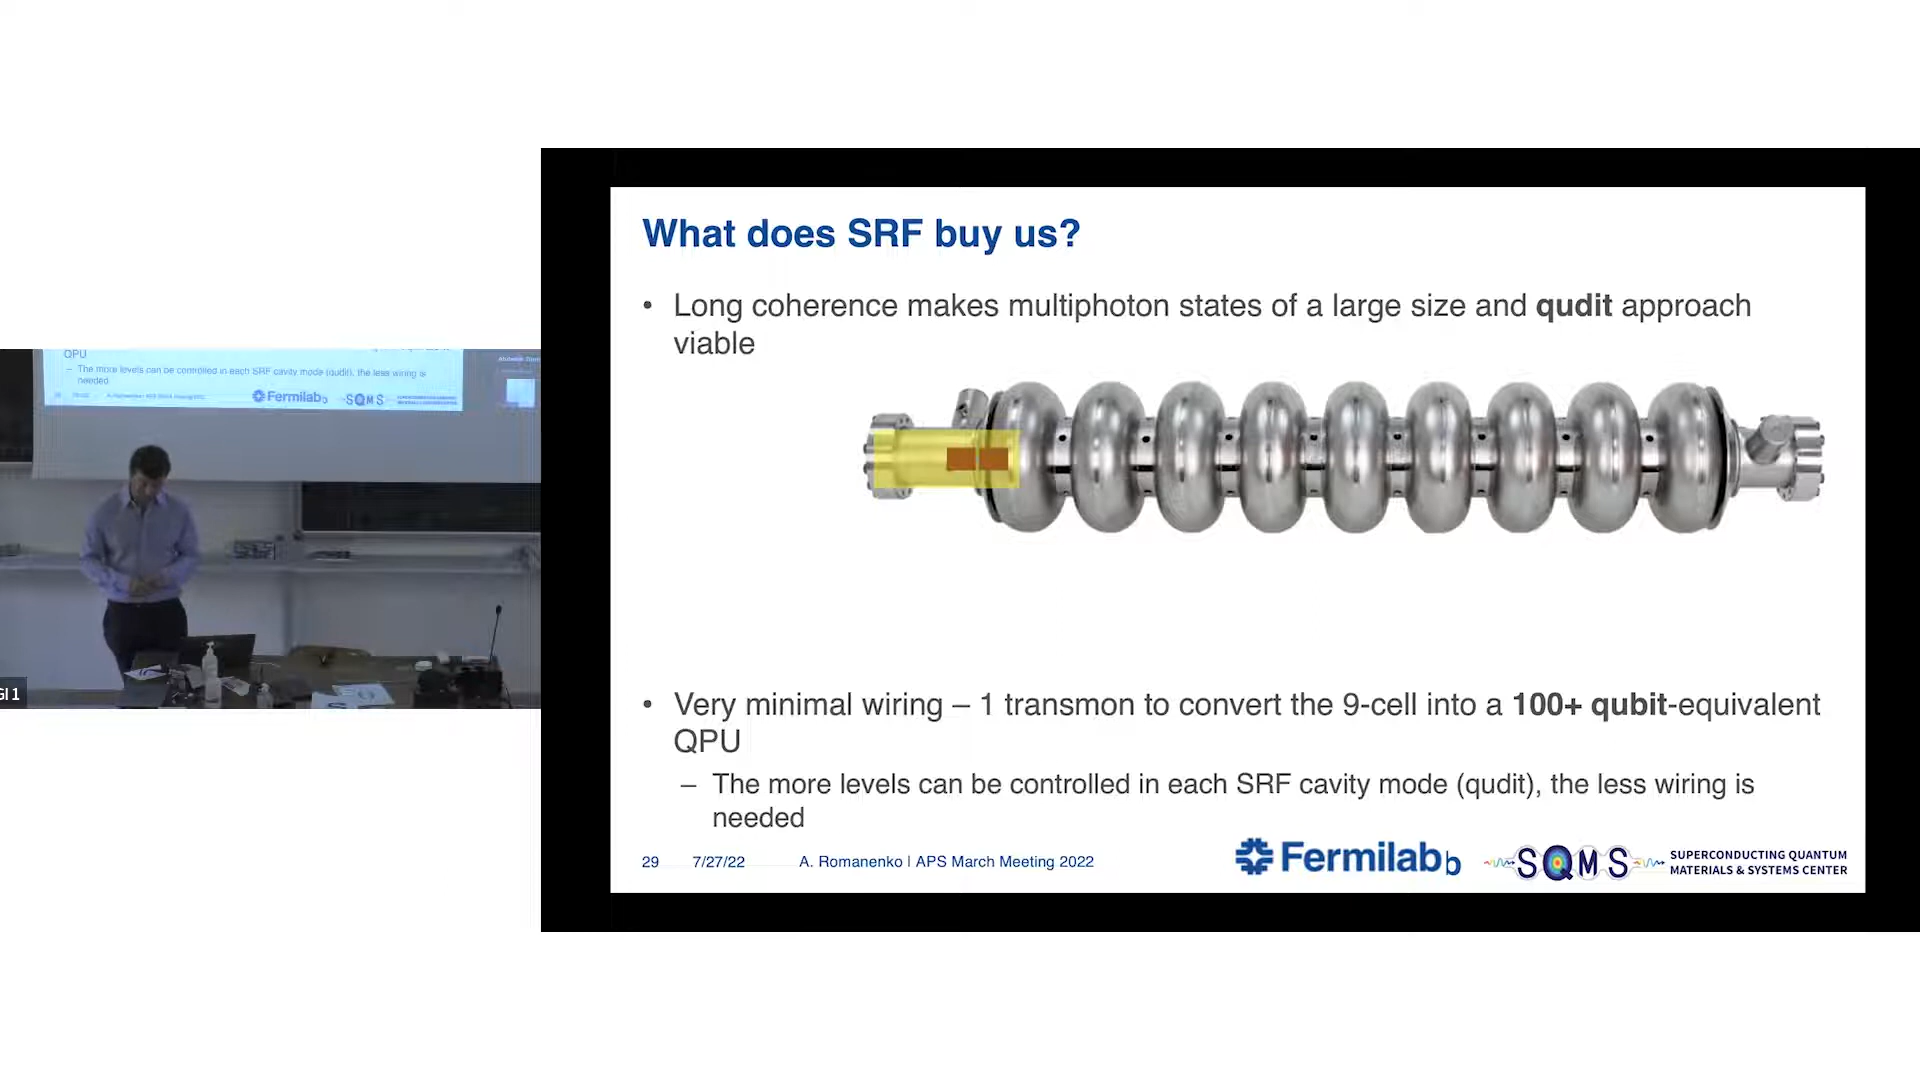 What does SRF buy us?
• Long coherence makes multiphoton states of a large size and qudit approach
viable
• Very minimal wiring – 1 transmon to convert the 9-cell into a 100+ qubit-equivalent
QPU
– The more levels can be controlled in each SRF cavity mode (qudit), the less wiring is
needed
29 7/27/22 A. Romanenko | APS March Meeting 2022
Fermilab
b
SQMS
SUPERCONDUCTING QUANTUM
MATERIALS & SYSTEMS CENTER
QPU
– The more levels can be controlled in each SRF cavity mode (qudit), the less wiring is
needed
Fermilab
b
SQMS
GI 1